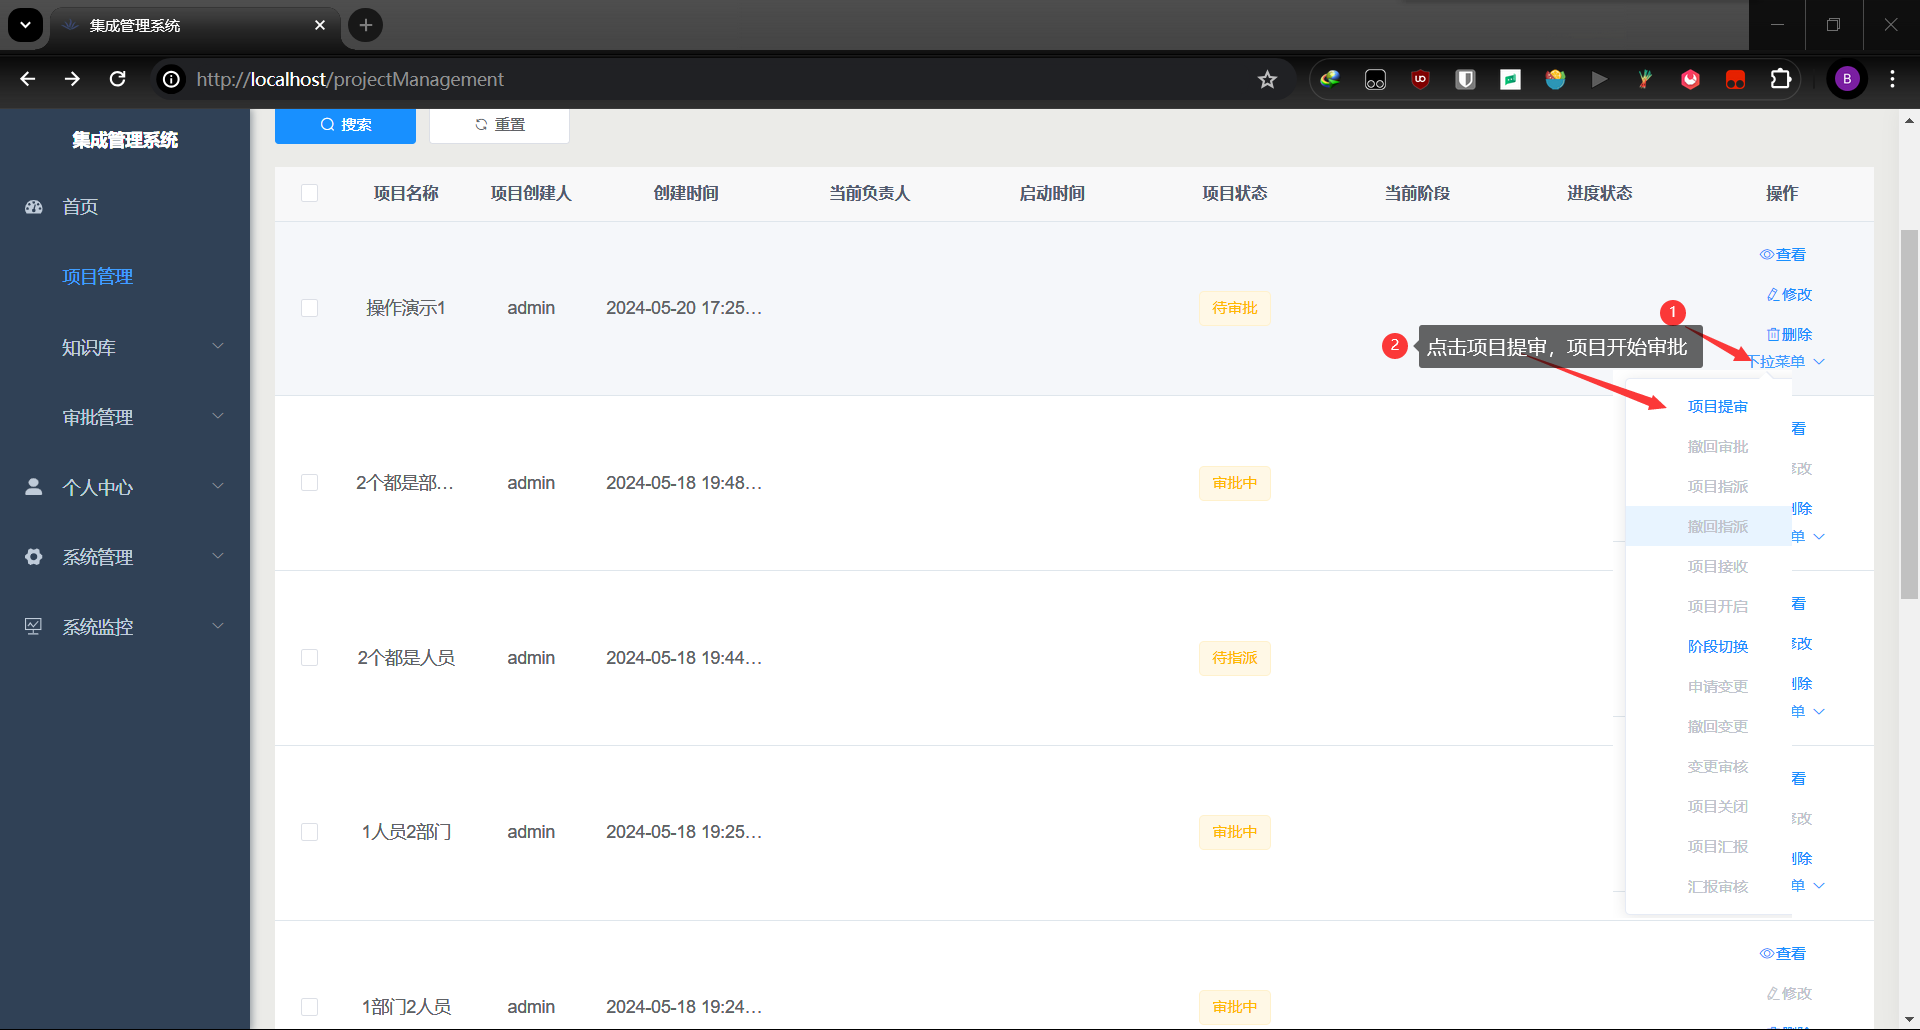 集成管理系统
http://localhost/projectManagement
B
集成管理系统
首页
项目管理
知识库
审批管理
个人中心
系统管理
系统监控
搜索 重置
项目名称 项目创建人 创建时间 当前负责人 启动时间 项目状态 当前阶段 进度状态 操作
查看
修改
删除
操作演示1 admin 2024-05-20 17:25... 待审批
1
2 点击项目提审，项目开始审批
下拉菜单
项目提审
撤回审批
项目指派
撤回指派
项目接收
项目开启
阶段切换
申请变更
撤回变更
变更审核
项目关闭
项目汇报
汇报审核
2个都是部... admin 2024-05-18 19:48... 审批中
看
修改
删除
单
2个都是人员 admin 2024-05-18 19:44... 待指派
看
修改
删除
单
1人员2部门 admin 2024-05-18 19:25... 审批中
看
修改
删除
单
1部门2人员 admin 2024-05-18 19:24... 审批中
查看
修改